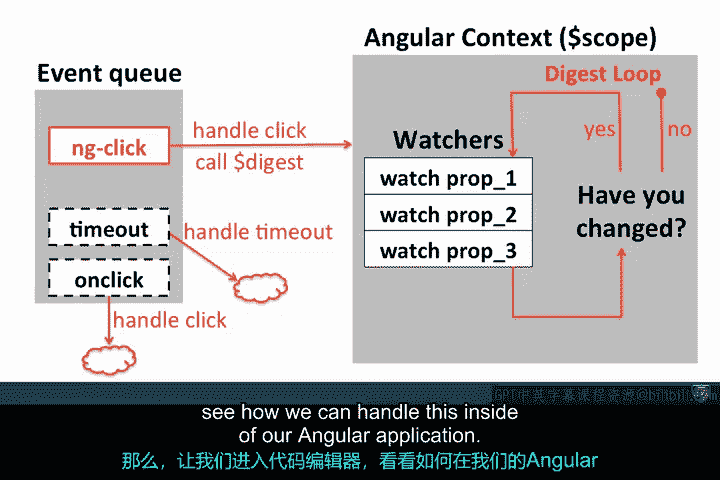 Angular Context ($scope)
Event queue
Digest Loop
ng-click
handle click
call $digest
yes
no
Watchers
watch prop_1
watch prop_2
watch prop_3
Have you
changed?
timeout
handle timeout
onclick
handle click
see how we can handle this inside
of our Angular application.
那么，让我们进入代码编辑器，看看如何在我们的Angular